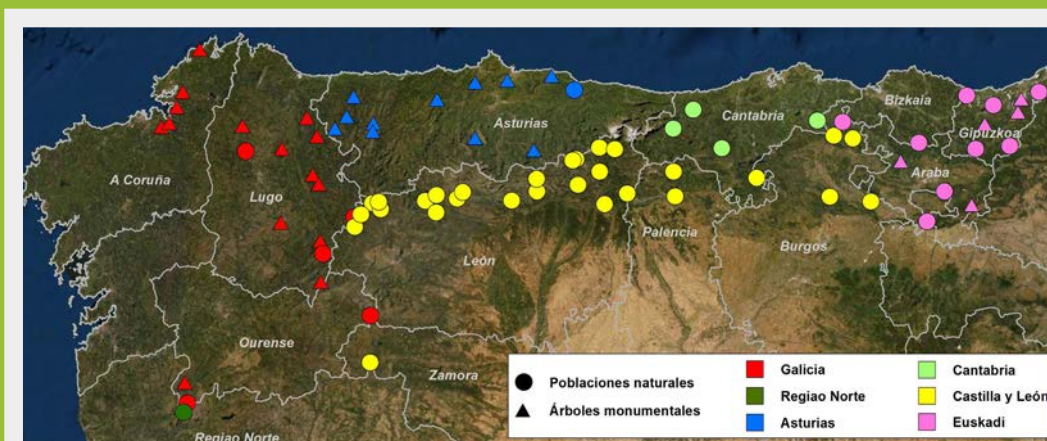 A Coruña
Lugo
Asturias
Cantabria
Bizkaia
Gipuzkoa
Araba
León
Palencia
Burgos
Ourense
Zamora
Regiao Norte
Poblaciones naturales
Árboles monumentales
Galicia
Regiao Norte
Asturias
Cantabria
Castilla y León
Euskadi